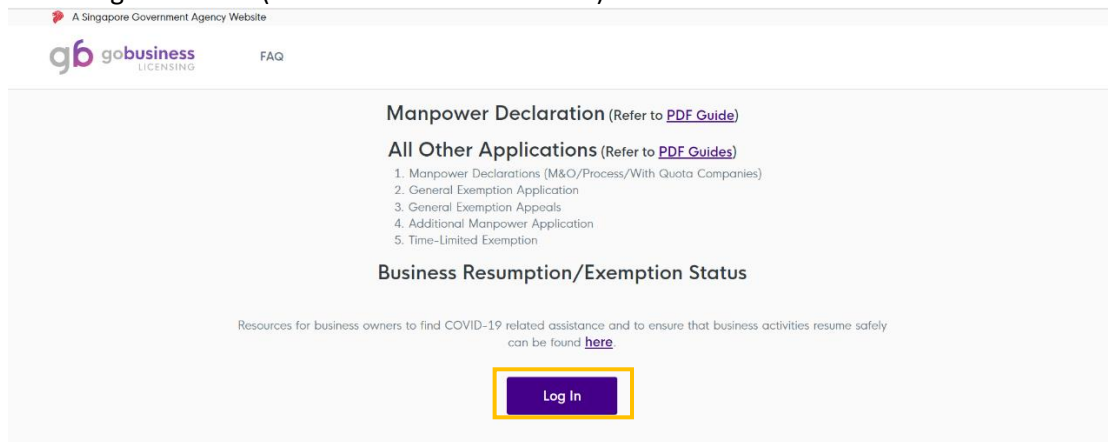 A Singapore Government Agency Website
gb gobusiness LICENSING FAQ
Manpower Declaration (Refer to PDF Guide)
All Other Applications (Refer to PDF Guides)
1. Manpower Declarations (M&O/Process/With Quota Companies)
2. General Exemption Application
3. General Exemption Appeals
4. Additional Manpower Application
5. Time-Limited Exemption
Business Resumption/Exemption Status
Resources for business owners to find COVID-19 related assistance and to ensure that business activities resume safely
can be found here.
Log In